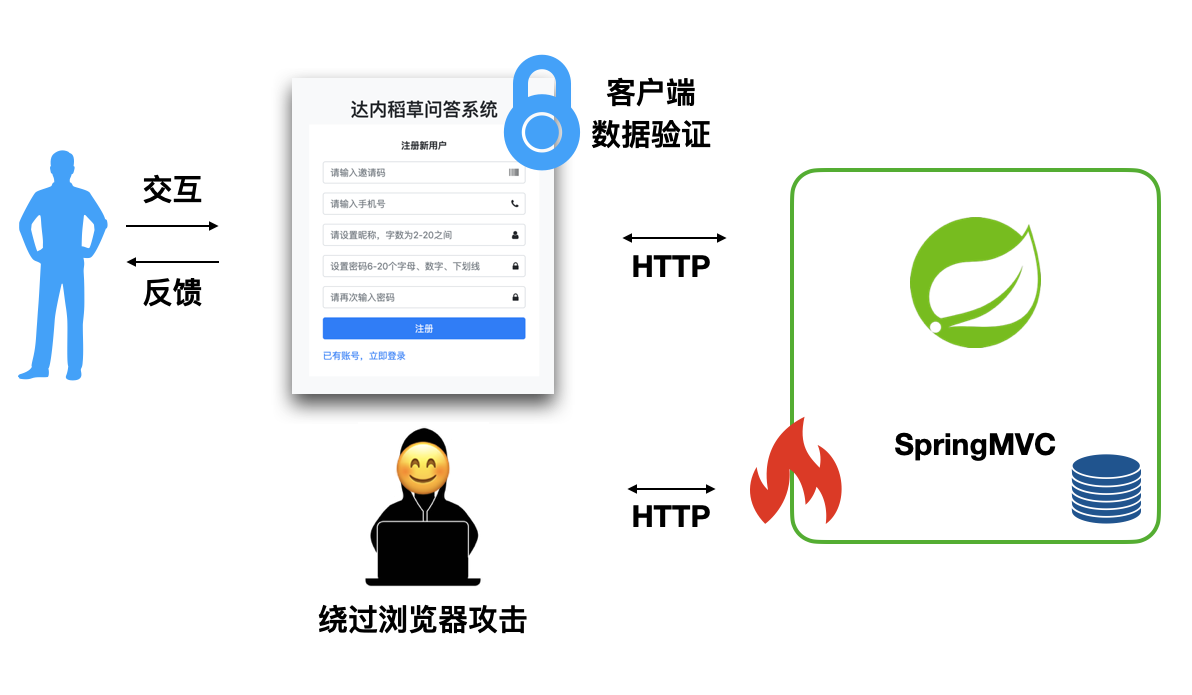 交互
反馈
达内稻草问答系统
注册新用户
请输入邀请码
请输入手机号
请设置昵称，字数为2-20之间
设置密码6-20个字母、数字、下划线
请再次输入密码
注册
已有账号，立即登录
客户端
数据验证
HTTP
SpringMVC
HTTP
绕过浏览器攻击